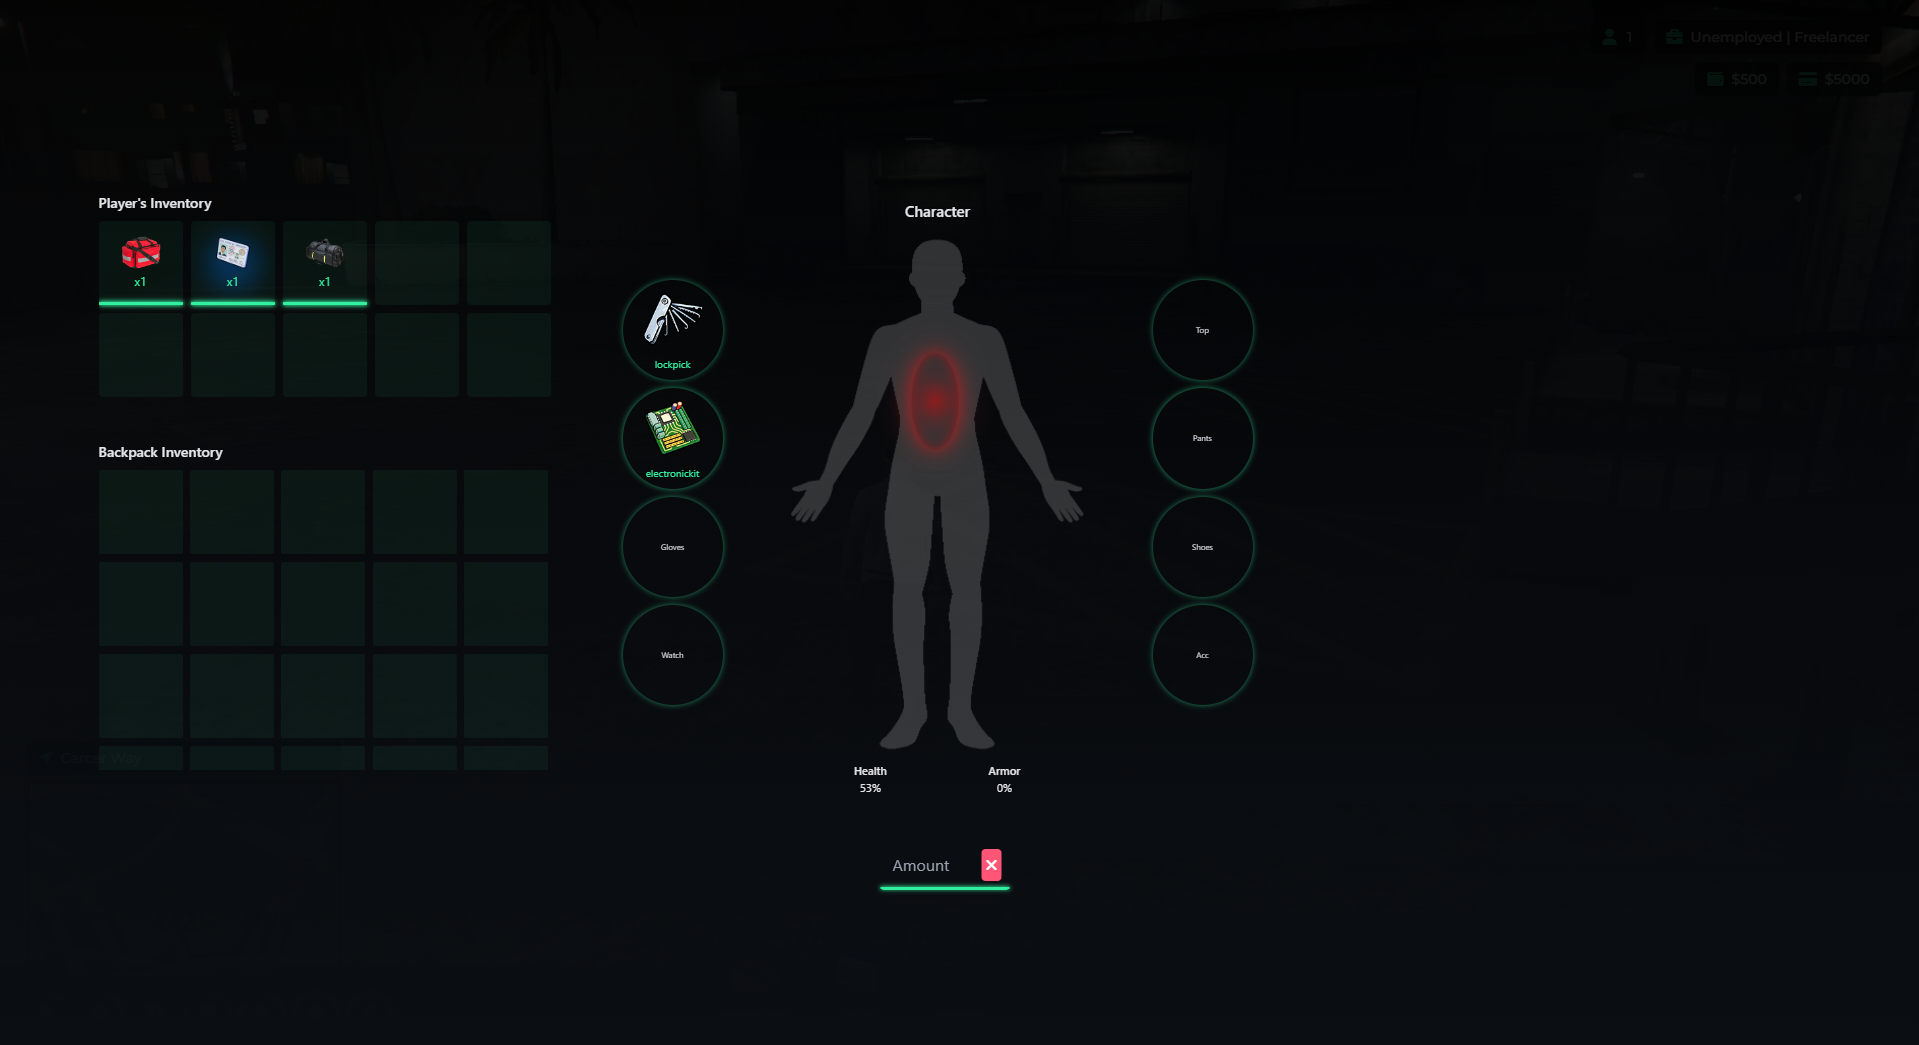 1
Unemployed | Freelancer
$500
$5000
Player's Inventory
x1
x1
x1
Backpack Inventory
Character
lockpick
electronickit
Gloves
Watch
Top
Pants
Shoes
Acc
Health
53%
Armor
0%
Amount